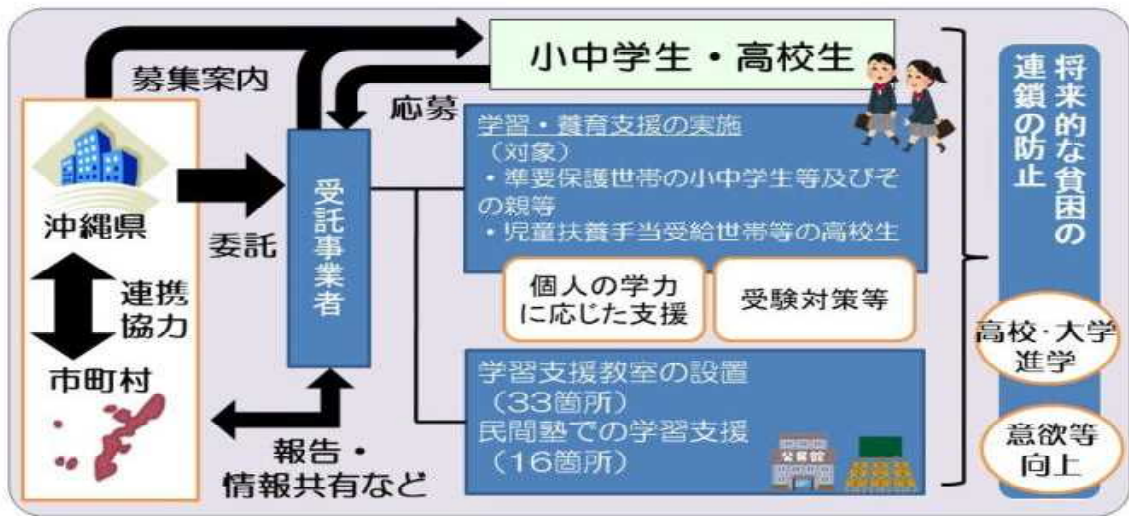 小中学生・高校生
募集案内
応募
沖縄県
委託
連携
協力
市町村
受託事業者
報告・
情報共有など
学習・養育支援の実施
（対象）
・準要保護世帯の小中学生等及びそ
の親等
・児童扶養手当受給世帯等の高校生
個人の学力
に応じた支援
受験対策等
学習支援教室の設置
（33箇所）
民間塾での学習支援
（16箇所）
公民館
将来的な貧困の
連鎖の防止
高校・大学
進学
意欲等
向上